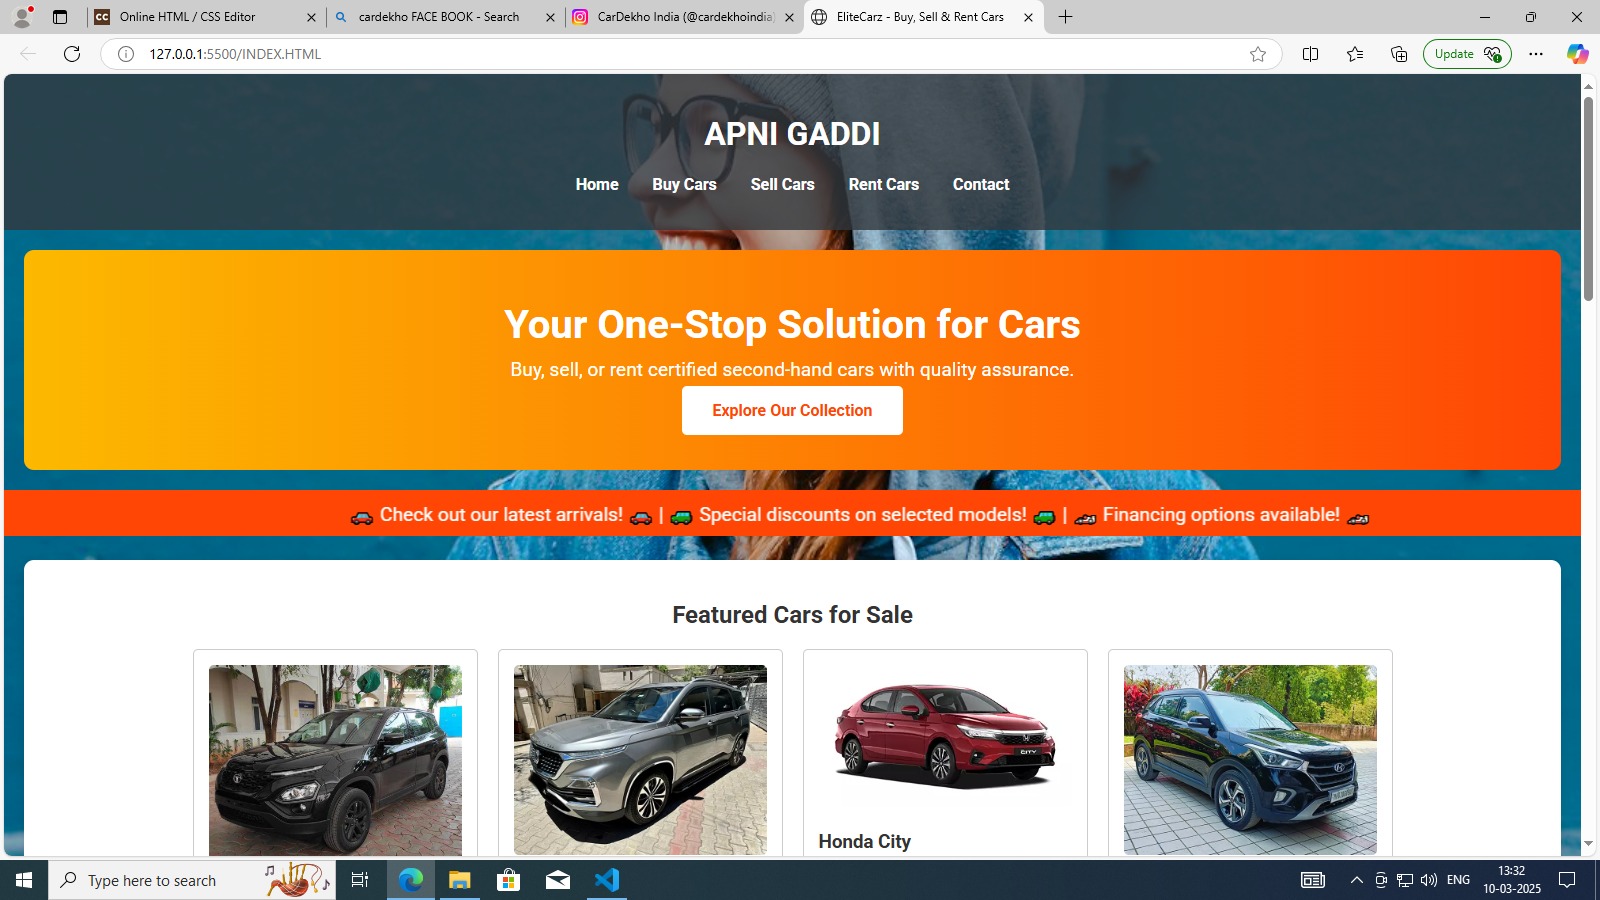 CC Online HTML / CSS Editor
cardekho FACE BOOK - Search
CarDekho India (@cardekhoindia)
EliteCarz - Buy, Sell & Rent Cars
127.0.0.1:5500/INDEX.HTML
Update
APNI GADDI
Home Buy Cars Sell Cars Rent Cars Contact
Your One-Stop Solution for Cars
Buy, sell, or rent certified second-hand cars with quality assurance.
Explore Our Collection
🚗 Check out our latest arrivals! 🚗 | 🚙 Special discounts on selected models! 🚙 | 🏎️ Financing options available! 🏎️
Featured Cars for Sale
CITY
Honda City
Type here to search
ENG
13:32
10-03-2025